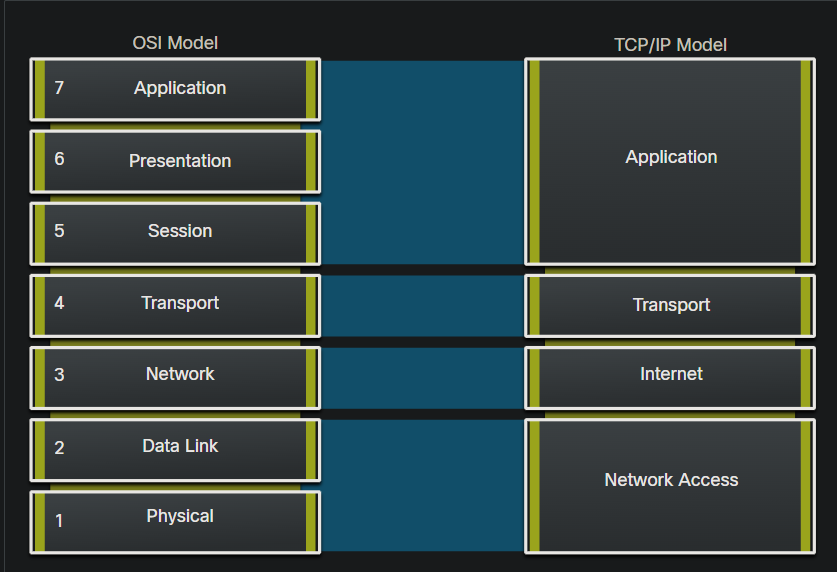 OSI Model
TCP/IP Model
7 Application
6 Presentation
5 Session
Application
4 Transport
Transport
3 Network
Internet
2 Data Link
1 Physical
Network Access